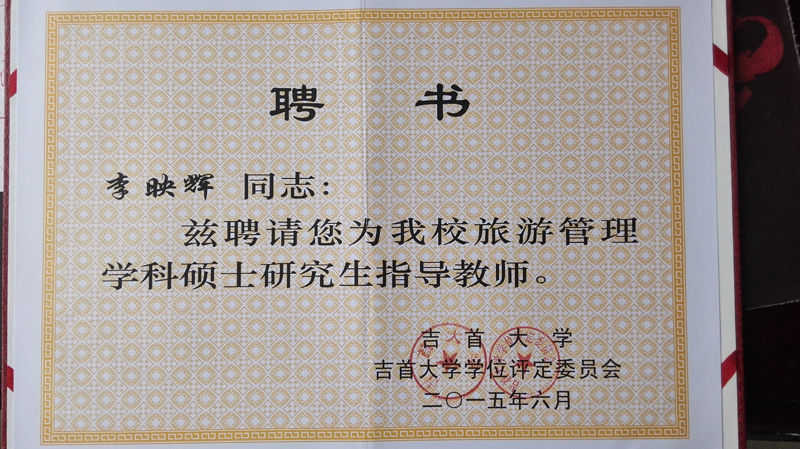 聘 书
李映辉 同志:
兹聘请您为我校旅游管理
学科硕士研究生指导教师。
吉首大学
吉首大学学位评定委员会
二〇一五年六月